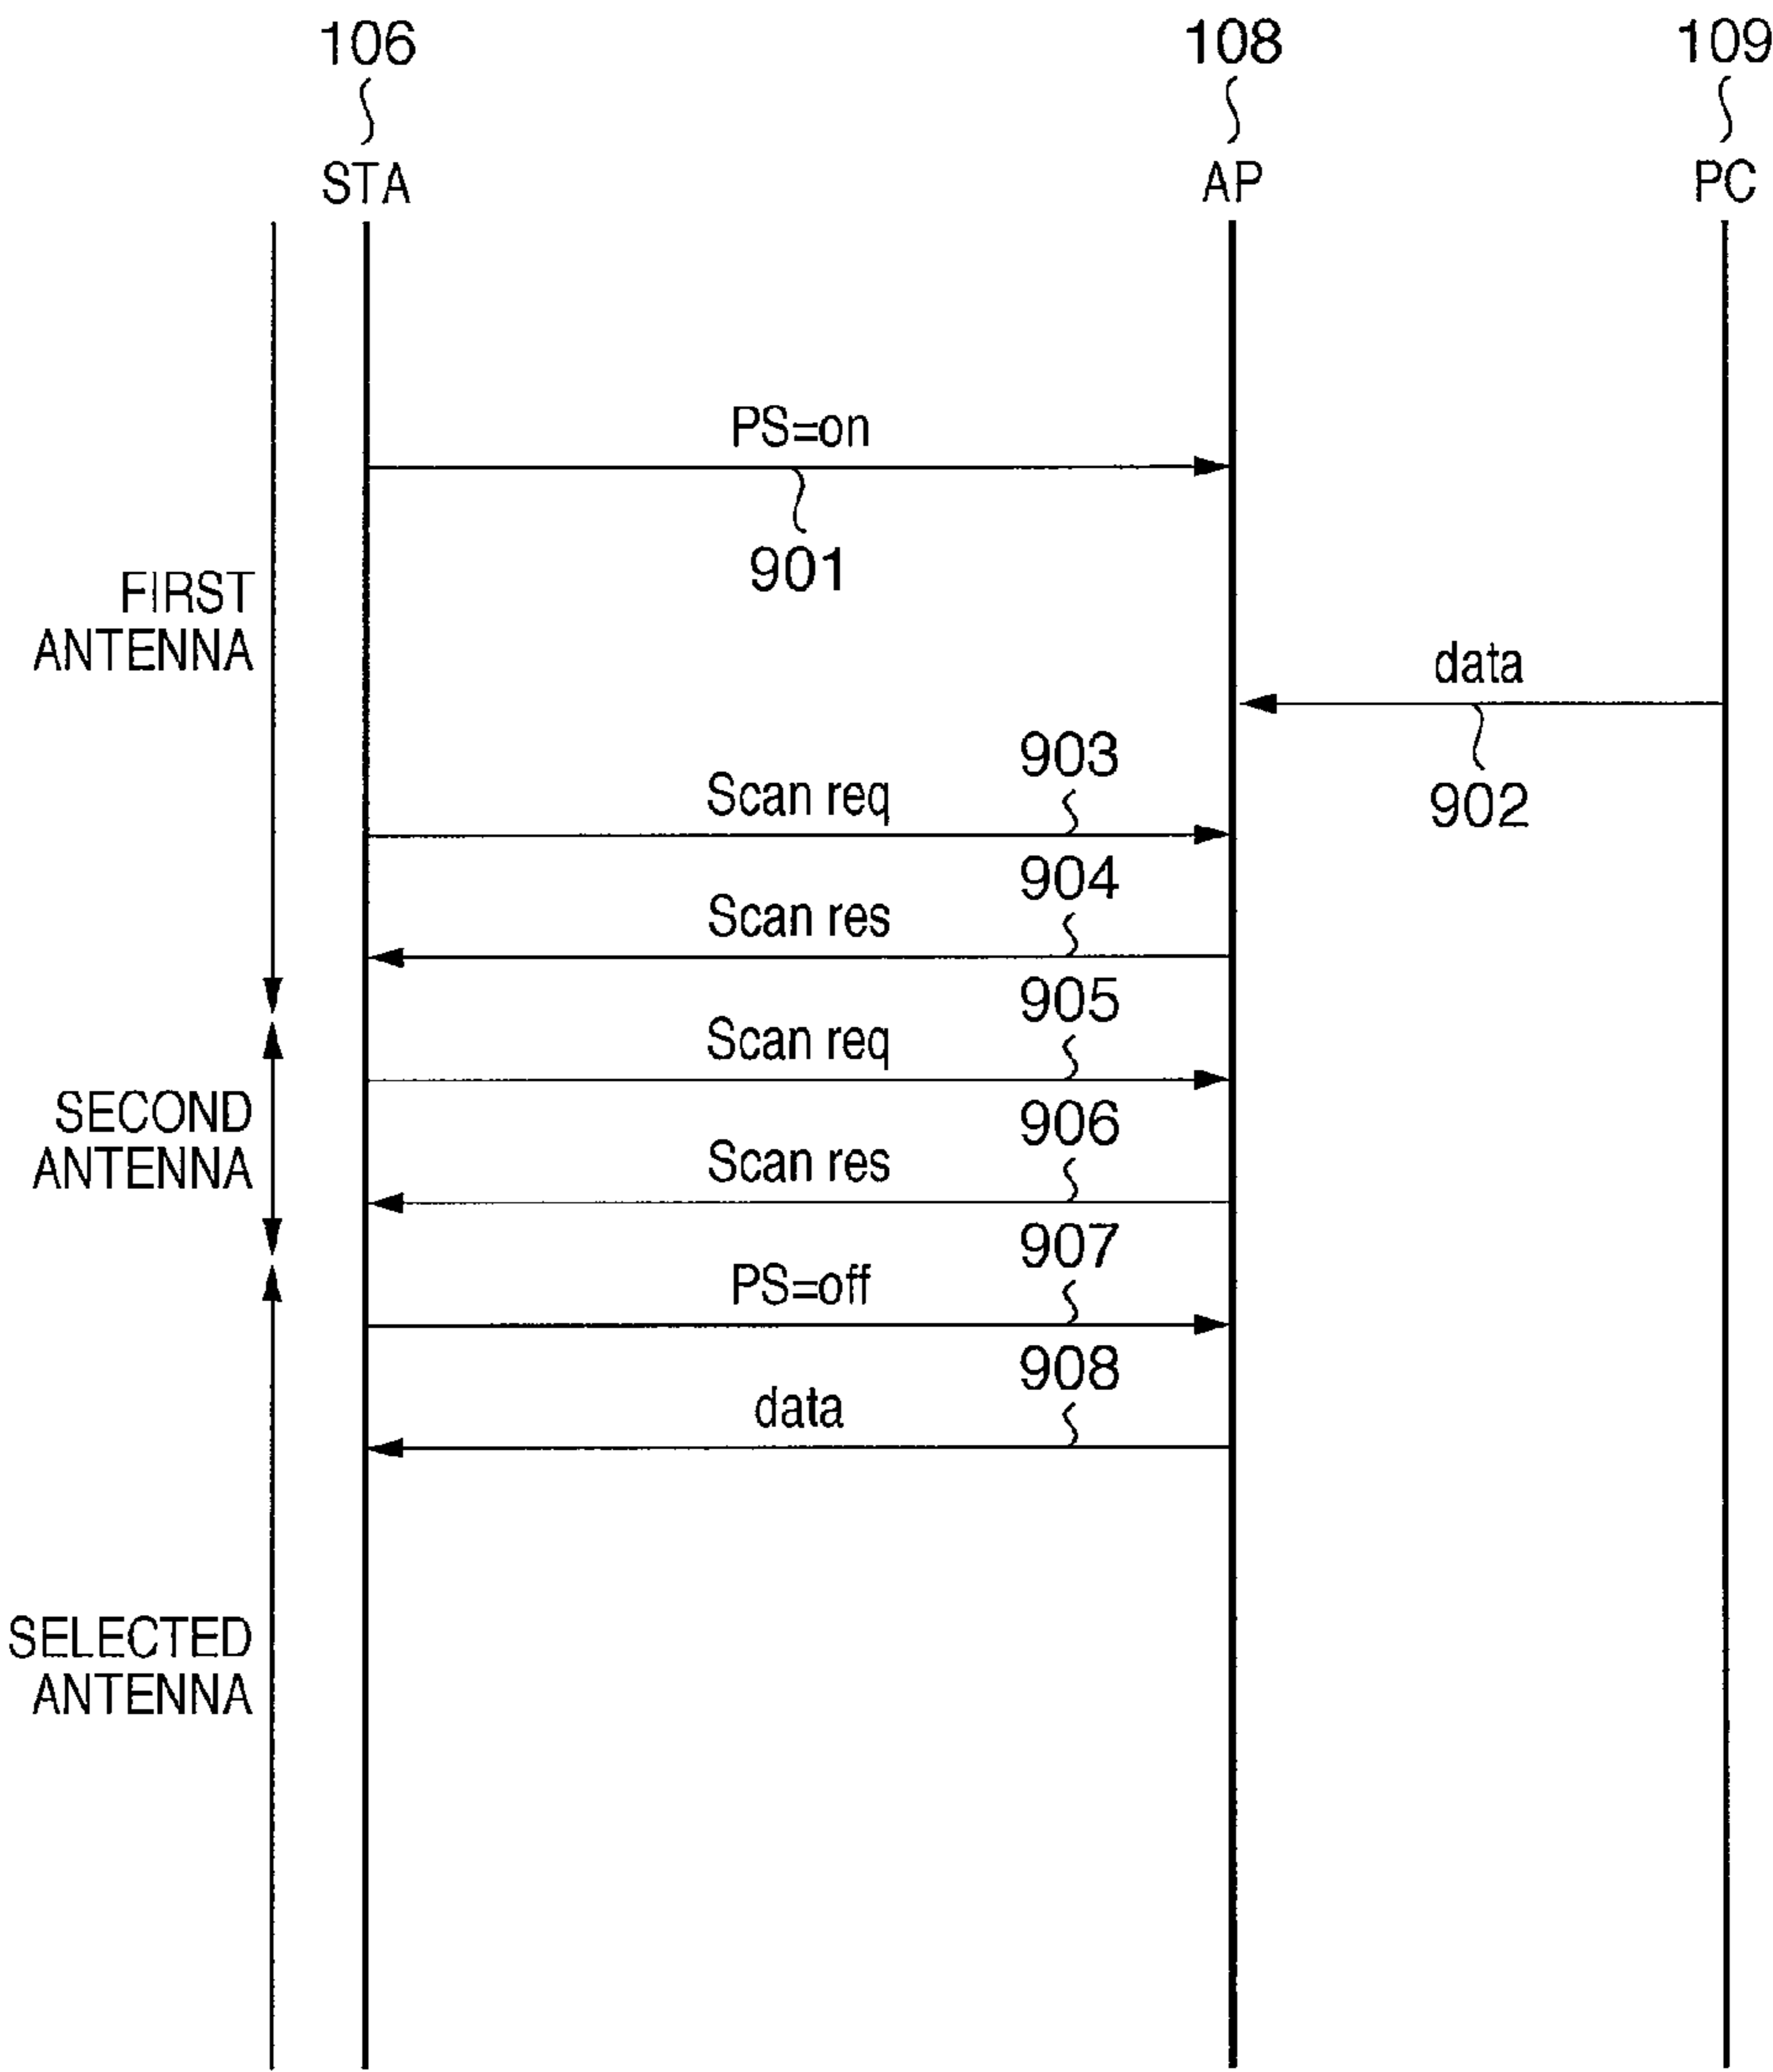 106
108
109
STA
AP
PC
PS=on
901
FIRST
ANTENNA
data
902
903
Scan req
904
Scan res
905
Scan req
SECOND
ANTENNA
906
Scan res
907
PS=off
908
data
SELECTED
ANTENNA